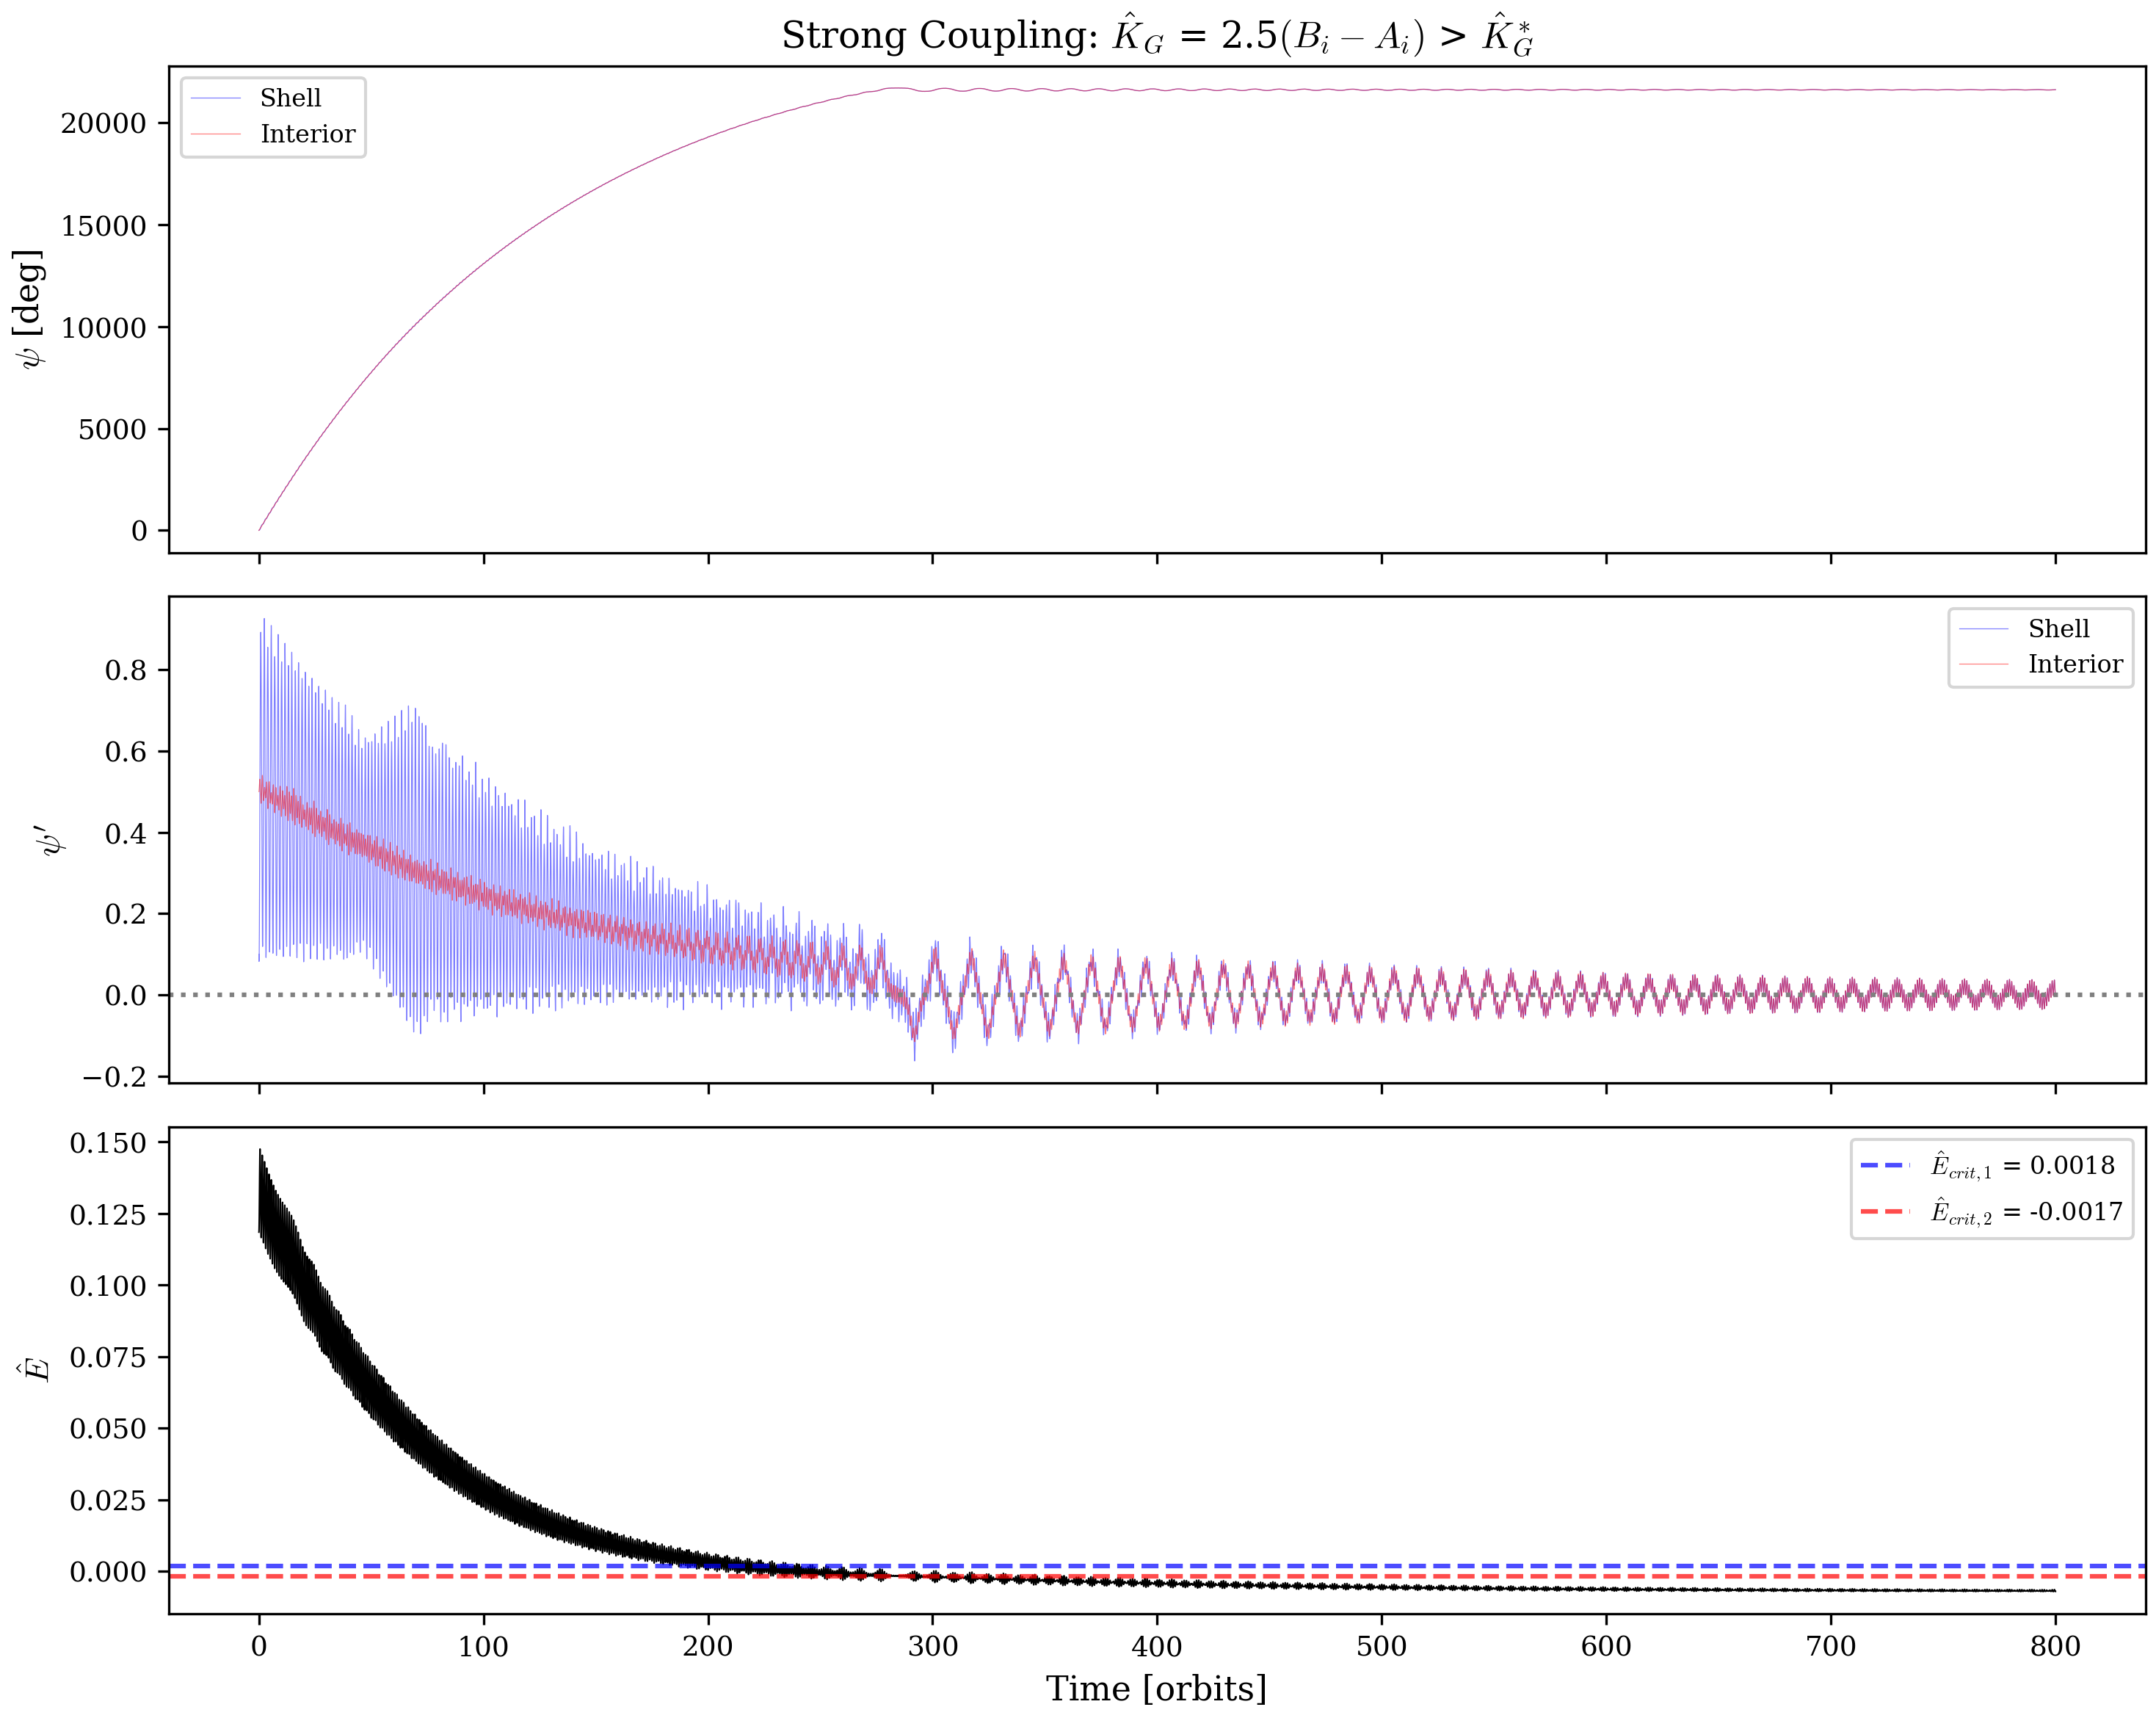 Strong Coupling: K̂_G = 2.5(B_i − A_i) > K̂*_G
Shell
Interior
ψ [deg]
20000
15000
10000
5000
0
Shell
Interior
ψ′
0.8
0.6
0.4
0.2
0.0
−0.2
Ê_crit,1 = 0.0018
Ê_crit,2 = -0.0017
Ê
0.150
0.125
0.100
0.075
0.050
0.025
0.000
0 100 200 300 400 500 600 700 800
Time [orbits]